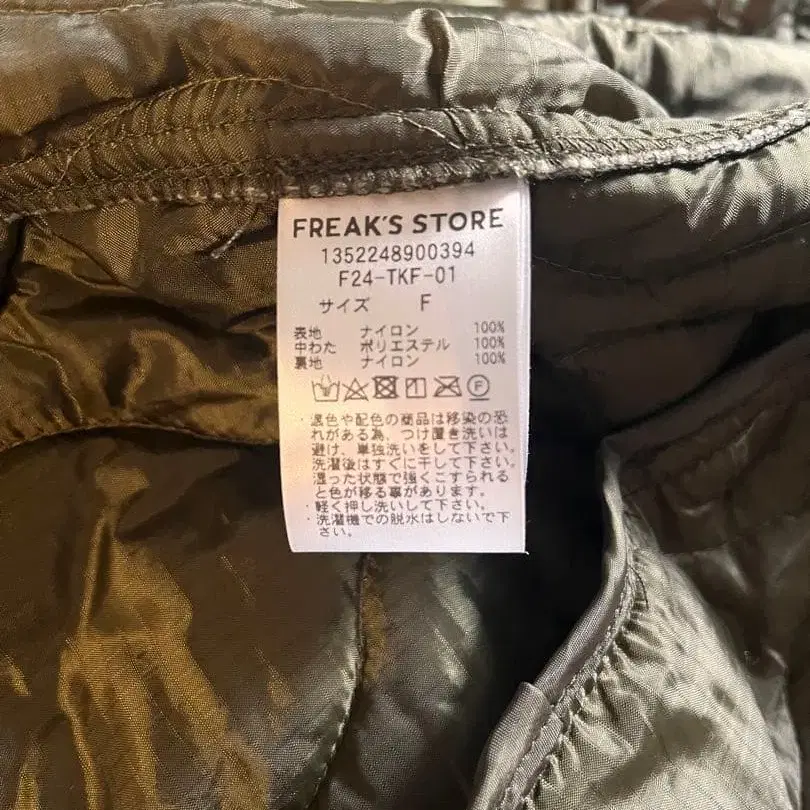 FREAK'S STORE
1352248900394
F24-TKF-01
サイズ F
表地 ナイロン 100%
中わた ポリエステル 100%
裏地 ナイロン 100%
F
・濃色や配色の商品は移染の恐
れがある為、つけ置き洗いは
避け、単独洗いをして下さい。
洗濯後はすぐに干して下さい。
湿った状態で強くこすられる
と色が移る事があります。
・軽く押し洗いして下さい。
・洗濯機での脱水はしないで下
さい。